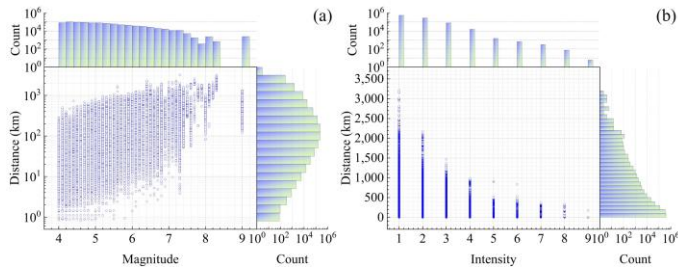 (a)
Count
10^6
10^4
10^2
10^0
Distance (km)
10^3
10^2
10^1
10^0
4 5 6 7 8 9
10^0 10^2 10^4 10^6
Magnitude
Count
(b)
Count
10^6
10^4
10^2
10^0
Distance (km)
3,500
3,000
2,500
2,000
1,500
1,000
500
0
1 2 3 4 5 6 7 8 9
10^0 10^2 10^4 10^6
Intensity
Count